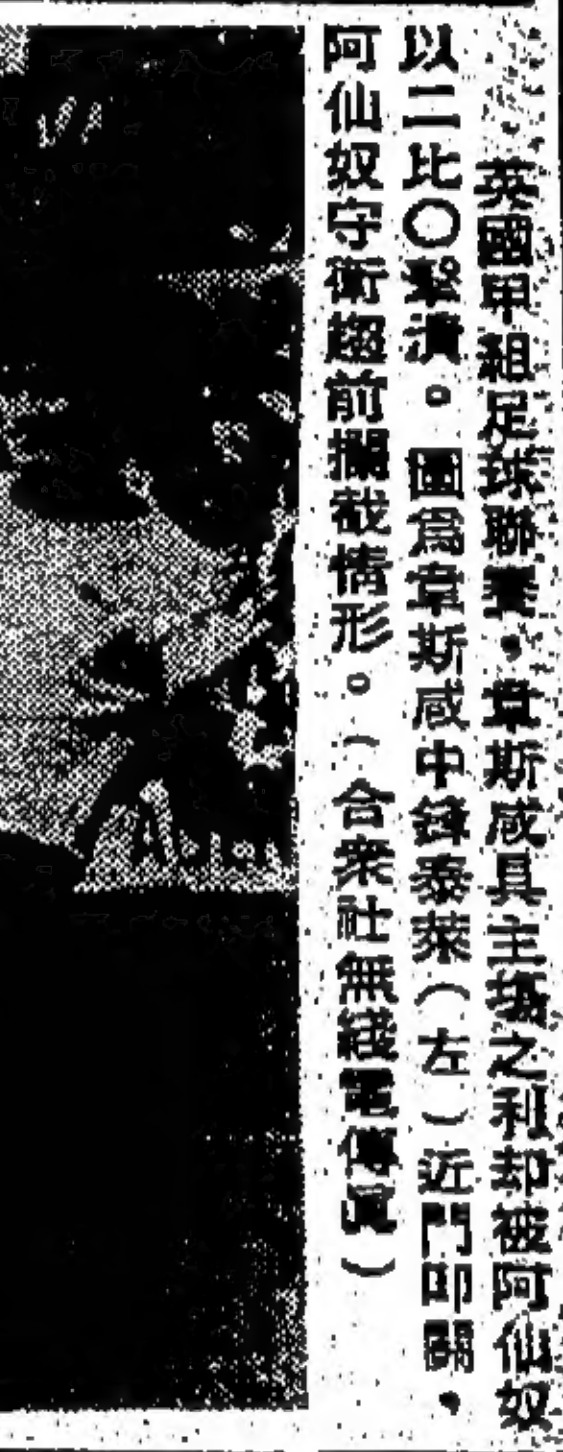 英國甲組足球聯賽，韋斯咸具主場之利却被阿仙奴
以二比〇擊潰。圖爲韋斯咸中鋒泰萊（左）近門叩關，
阿仙奴守衞趨前攔截情形。（合衆社無綫電傳眞）